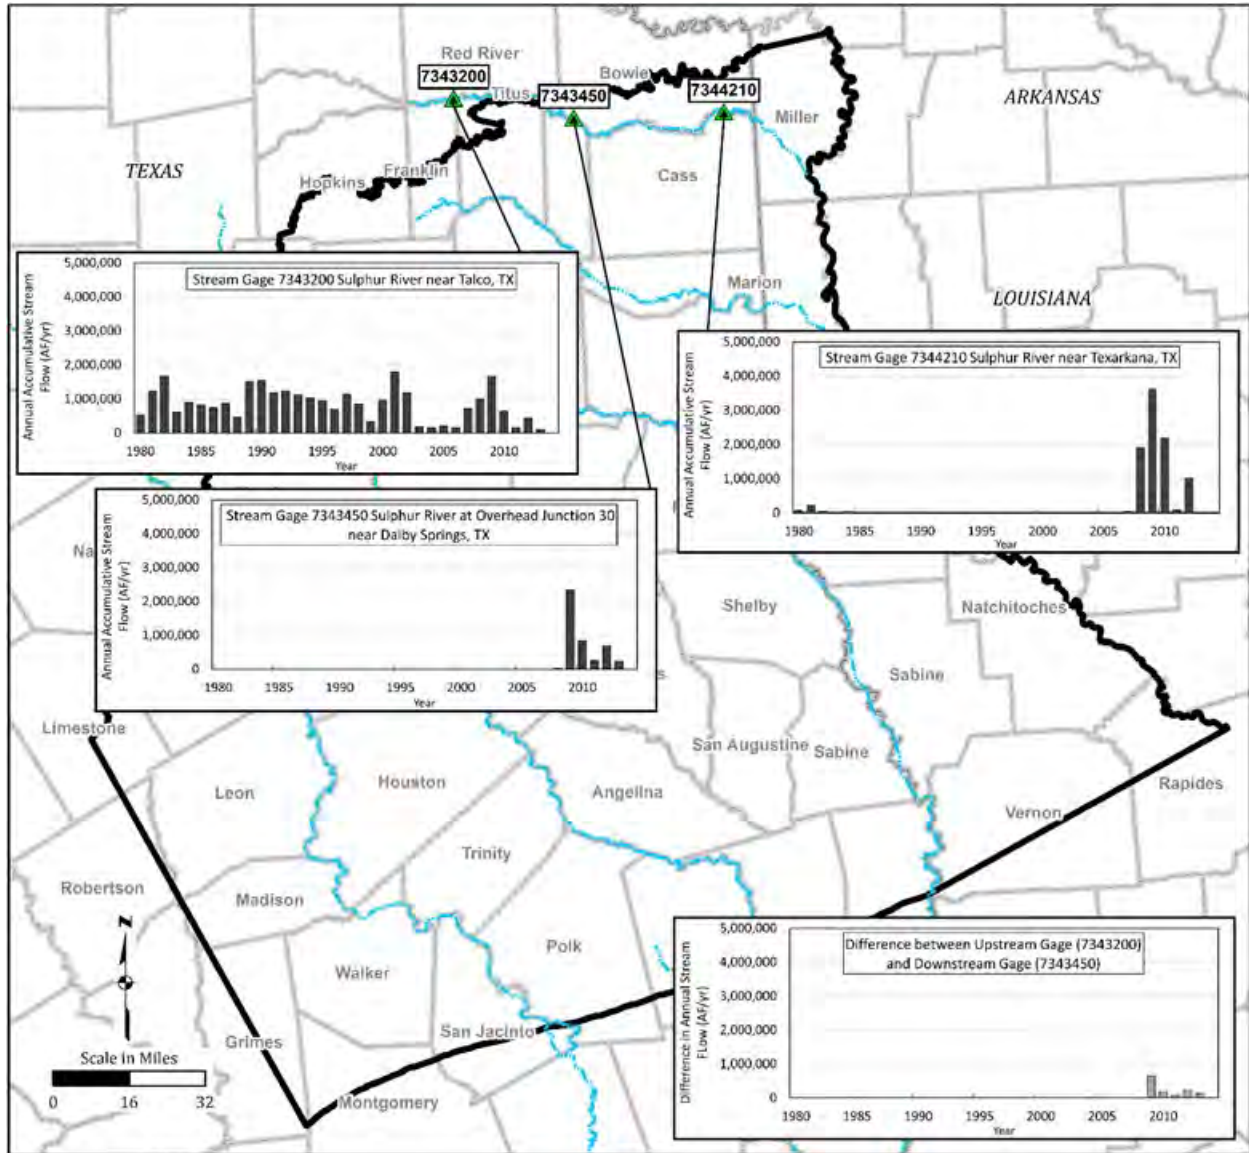 Red River
7343200
Bowie
Titus
7343450
7344210
Miller
ARKANSAS
TEXAS
Franklin
Hopkins
Cass
Marion
LOUISIANA
Stream Gage 7343200 Sulphur River near Talco, TX
Annual Accumulative Stream
Flow (AF/yr)
5,000,000
4,000,000
3,000,000
2,000,000
1,000,000
0
1980 1985 1990 1995 2000 2005 2010
Year
Stream Gage 7344210 Sulphur River near Texarkana, TX
Annual Accumulative Stream
Flow (AF/yr)
5,000,000
4,000,000
3,000,000
2,000,000
1,000,000
0
1980 1985 1990 1995 2000 2005 2010
Year
Stream Gage 7343450 Sulphur River at Overhead Junction 30
near Dalby Springs, TX
Annual Accumulative Stream
Flow (AF/yr)
5,000,000
4,000,000
3,000,000
2,000,000
1,000,000
0
1980 1985 1990 1995 2000 2005 2010
Year
Shelby
Natchitoches
Sabine
Limestone
San Augustine
Sabine
Rapides
Leon
Houston
Angelina
Vernon
Trinity
Robertson
Madison
Polk
Walker
San Jacinto
Grimes
Montgomery
N
Scale in Miles
0 16 32
Difference between Upstream Gage (7343200)
and Downstream Gage (7343450)
Difference in Annual Stream
FLow (AF/yr)
5,000,000
4,000,000
3,000,000
2,000,000
1,000,000
0
1980 1985 1990 1995 2000 2005 2010
Year